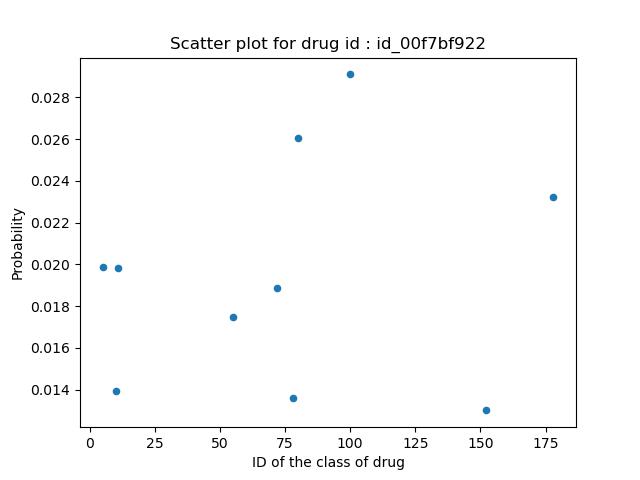 Scatter plot for drug id : id_00f7bf922
0.028
0.026
0.024
0.022
0.020
0.018
0.016
0.014
Probability
0 25 50 75 100 125 150 175
ID of the class of drug